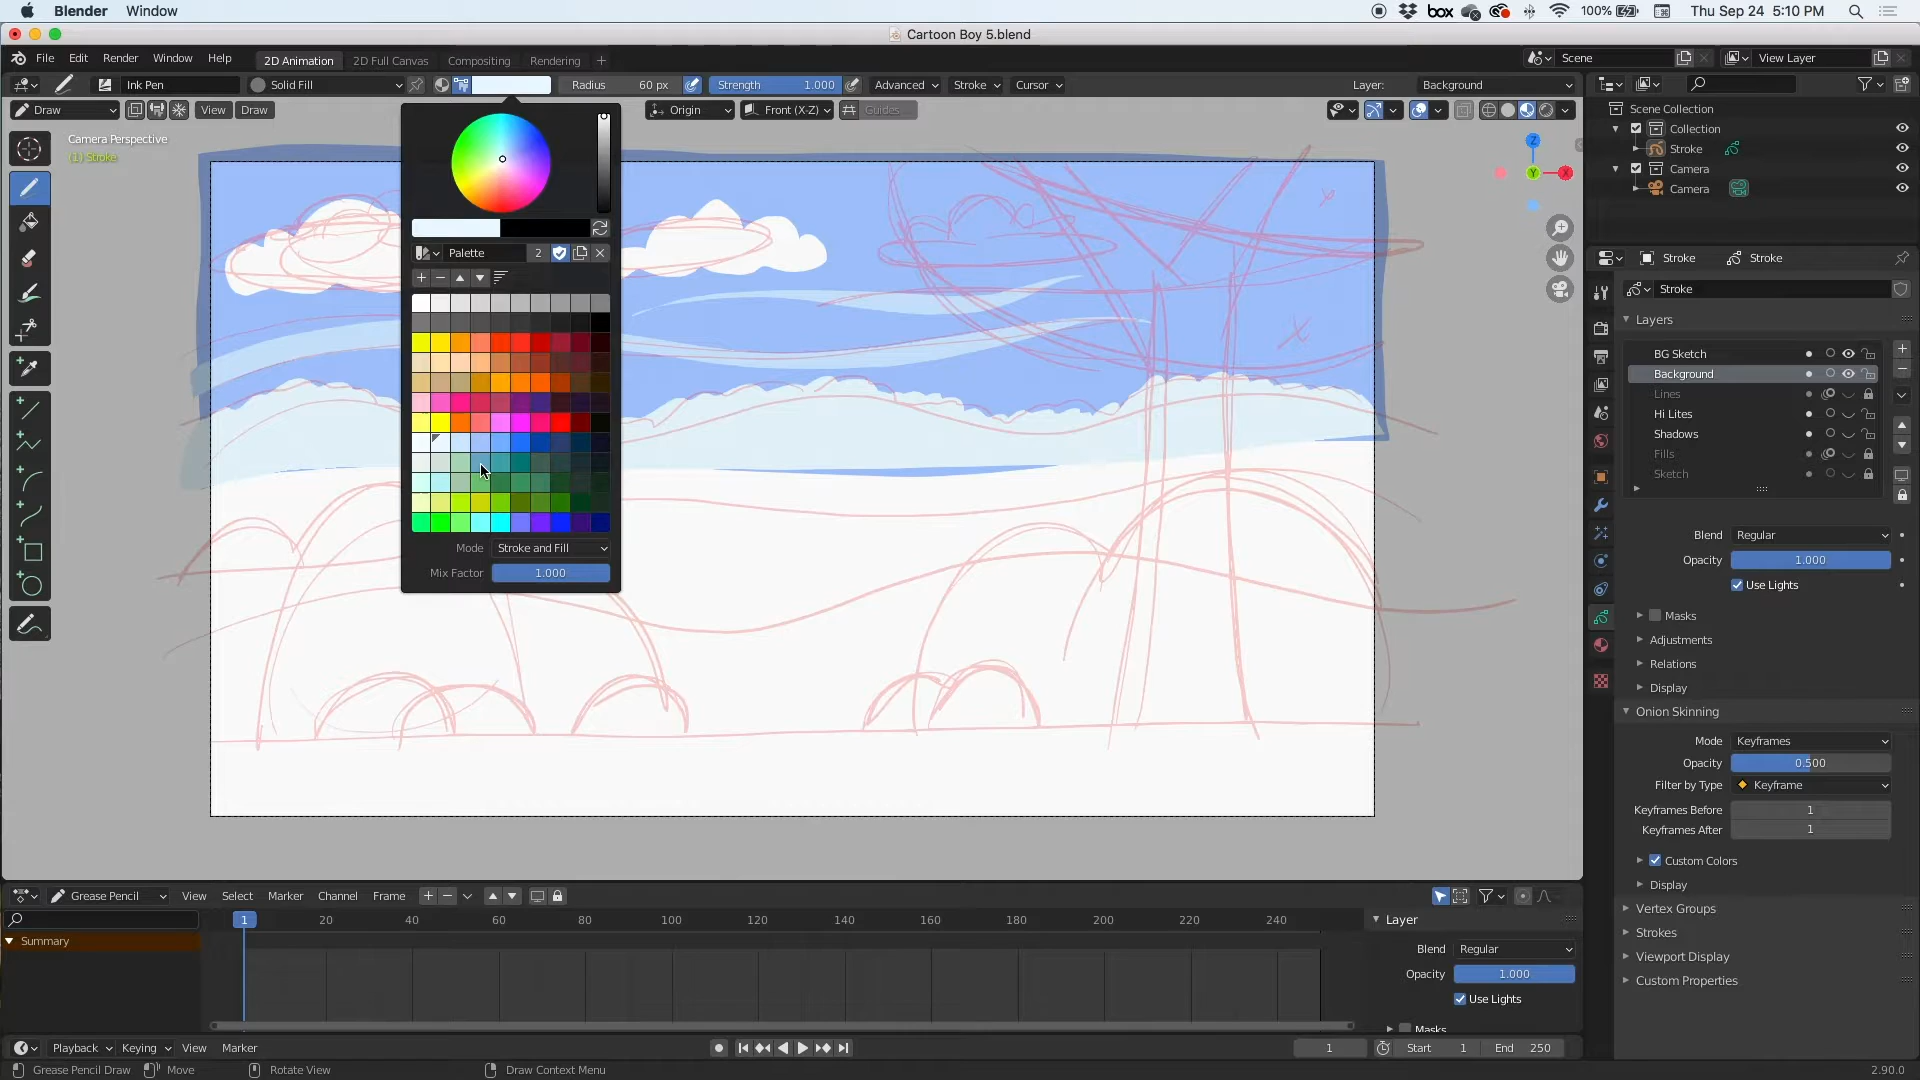 Blender Window box 100% Thu Sep 24 5:10 PM
Cartoon Boy 5.blend
File Edit Render Window Help 2D Animation 2D Full Canvas Compositing Rendering + Scene View Layer
Ink Pen Solid Fill Radius 60 px Strength 1.000 Advanced Stroke Cursor Layer: Background
Draw View Draw Origin Front (X-Z) Guides
Camera Perspective
(1) Stroke
Z
Y
X
Palette 2
Mode Stroke and Fill
Mix Factor 1.000
Scene Collection
Collection
Stroke
Camera
Camera
Stroke Stroke
Stroke
Layers
BG Sketch
Background
Lines
Hi Lites
Shadows
Fills
Sketch
Blend Regular
Opacity 1.000
Use Lights
Masks
Adjustments
Relations
Display
Onion Skinning
Mode Keyframes
Opacity 0.500
Filter by Type Keyframe
Keyframes Before 1
Keyframes After 1
Custom Colors
Display
Vertex Groups
Strokes
Viewport Display
Custom Properties
Grease Pencil View Select Marker Channel Frame
1 20 40 60 80 100 120 140 160 180 200 220 240
Summary
Layer
Blend Regular
Opacity 1.000
Use Lights
Masks
Playback Keying View Marker 1 Start 1 End 250
Grease Pencil Draw Move Rotate View Draw Context Menu 2.90.0